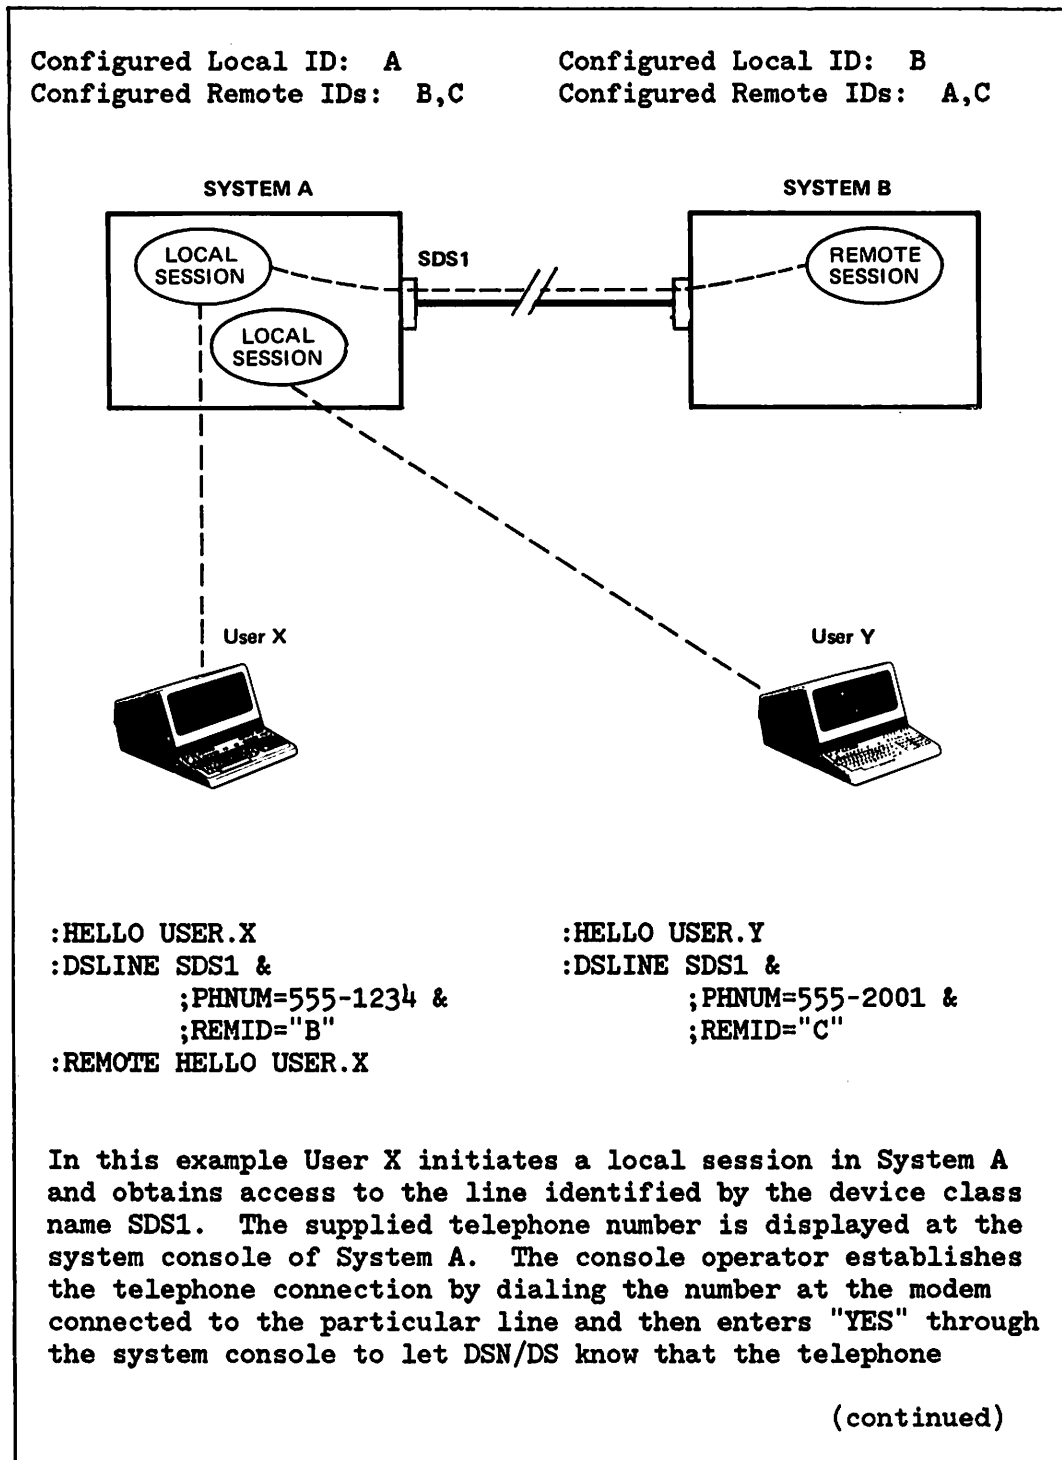 Configured Local ID:  A
Configured Remote IDs:  B,C
Configured Local ID:  B
Configured Remote IDs:  A,C
SYSTEM A
SYSTEM B
LOCAL
SESSION
SDS1
REMOTE
SESSION
LOCAL
SESSION
User X
User Y
:HELLO USER.X
:DSLINE SDS1 &
;PHNUM=555-1234 &
;REMID="B"
:REMOTE HELLO USER.X
:HELLO USER.Y
:DSLINE SDS1 &
;PHNUM=555-2001 &
;REMID="C"
In this example User X initiates a local session in System A
and obtains access to the line identified by the device class
name SDS1.  The supplied telephone number is displayed at the
system console of System A.  The console operator establishes
the telephone connection by dialing the number at the modem
connected to the particular line and then enters "YES" through
the system console to let DSN/DS know that the telephone
(continued)